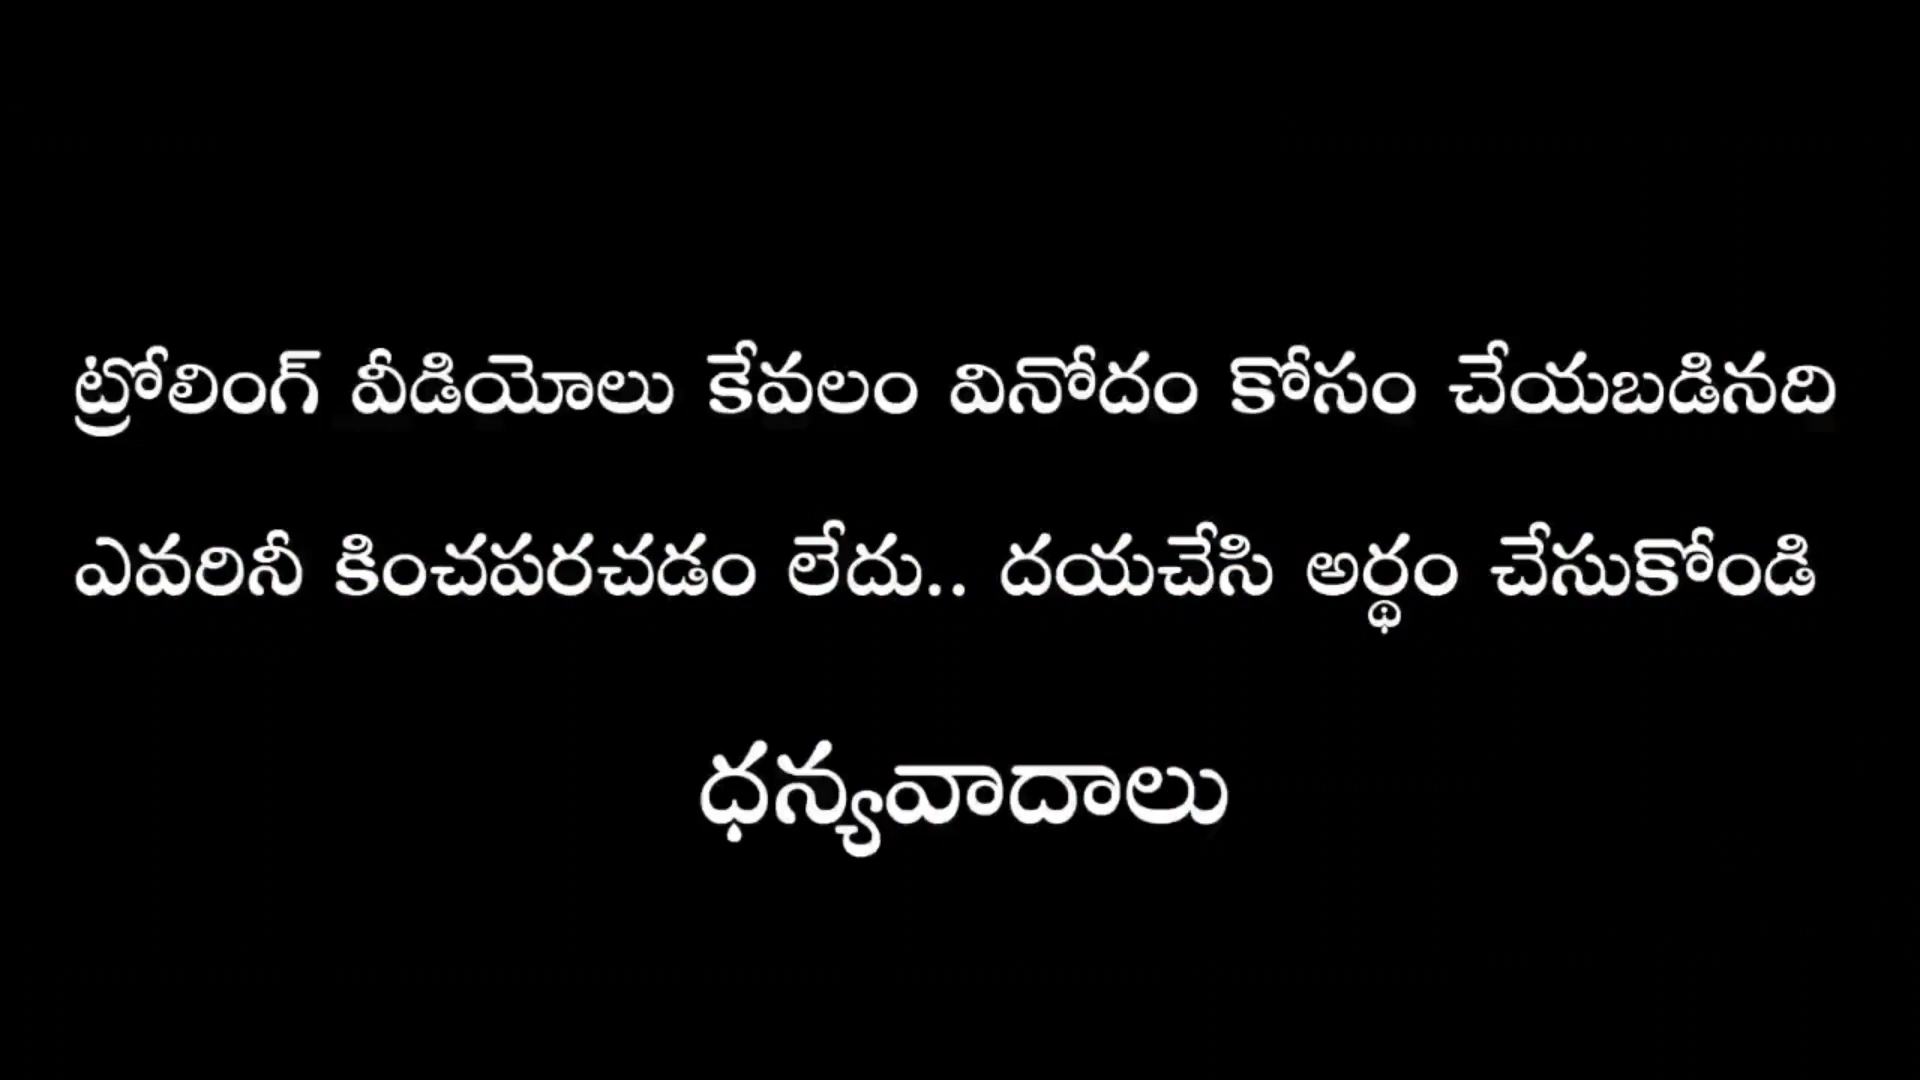 ట్రోలింగ్ వీడియోలు కేవలం వినోదం కోసం చేయబడినది
ఎవరినీ కించపరచడం లేదు.. దయచేసి అర్థం చేసుకోండి
ధన్యవాదాలు